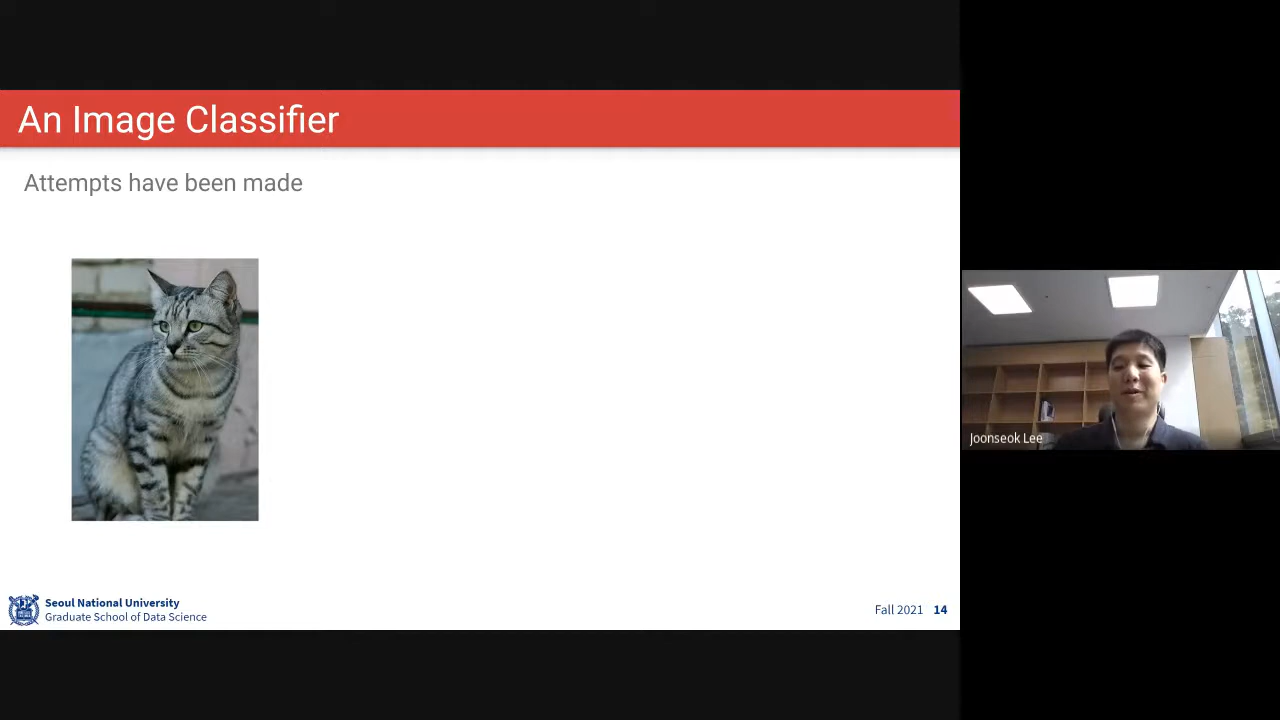 An Image Classifier
Attempts have been made
Joonseok Lee
Seoul National University
Graduate School of Data Science
Fall 2021 14